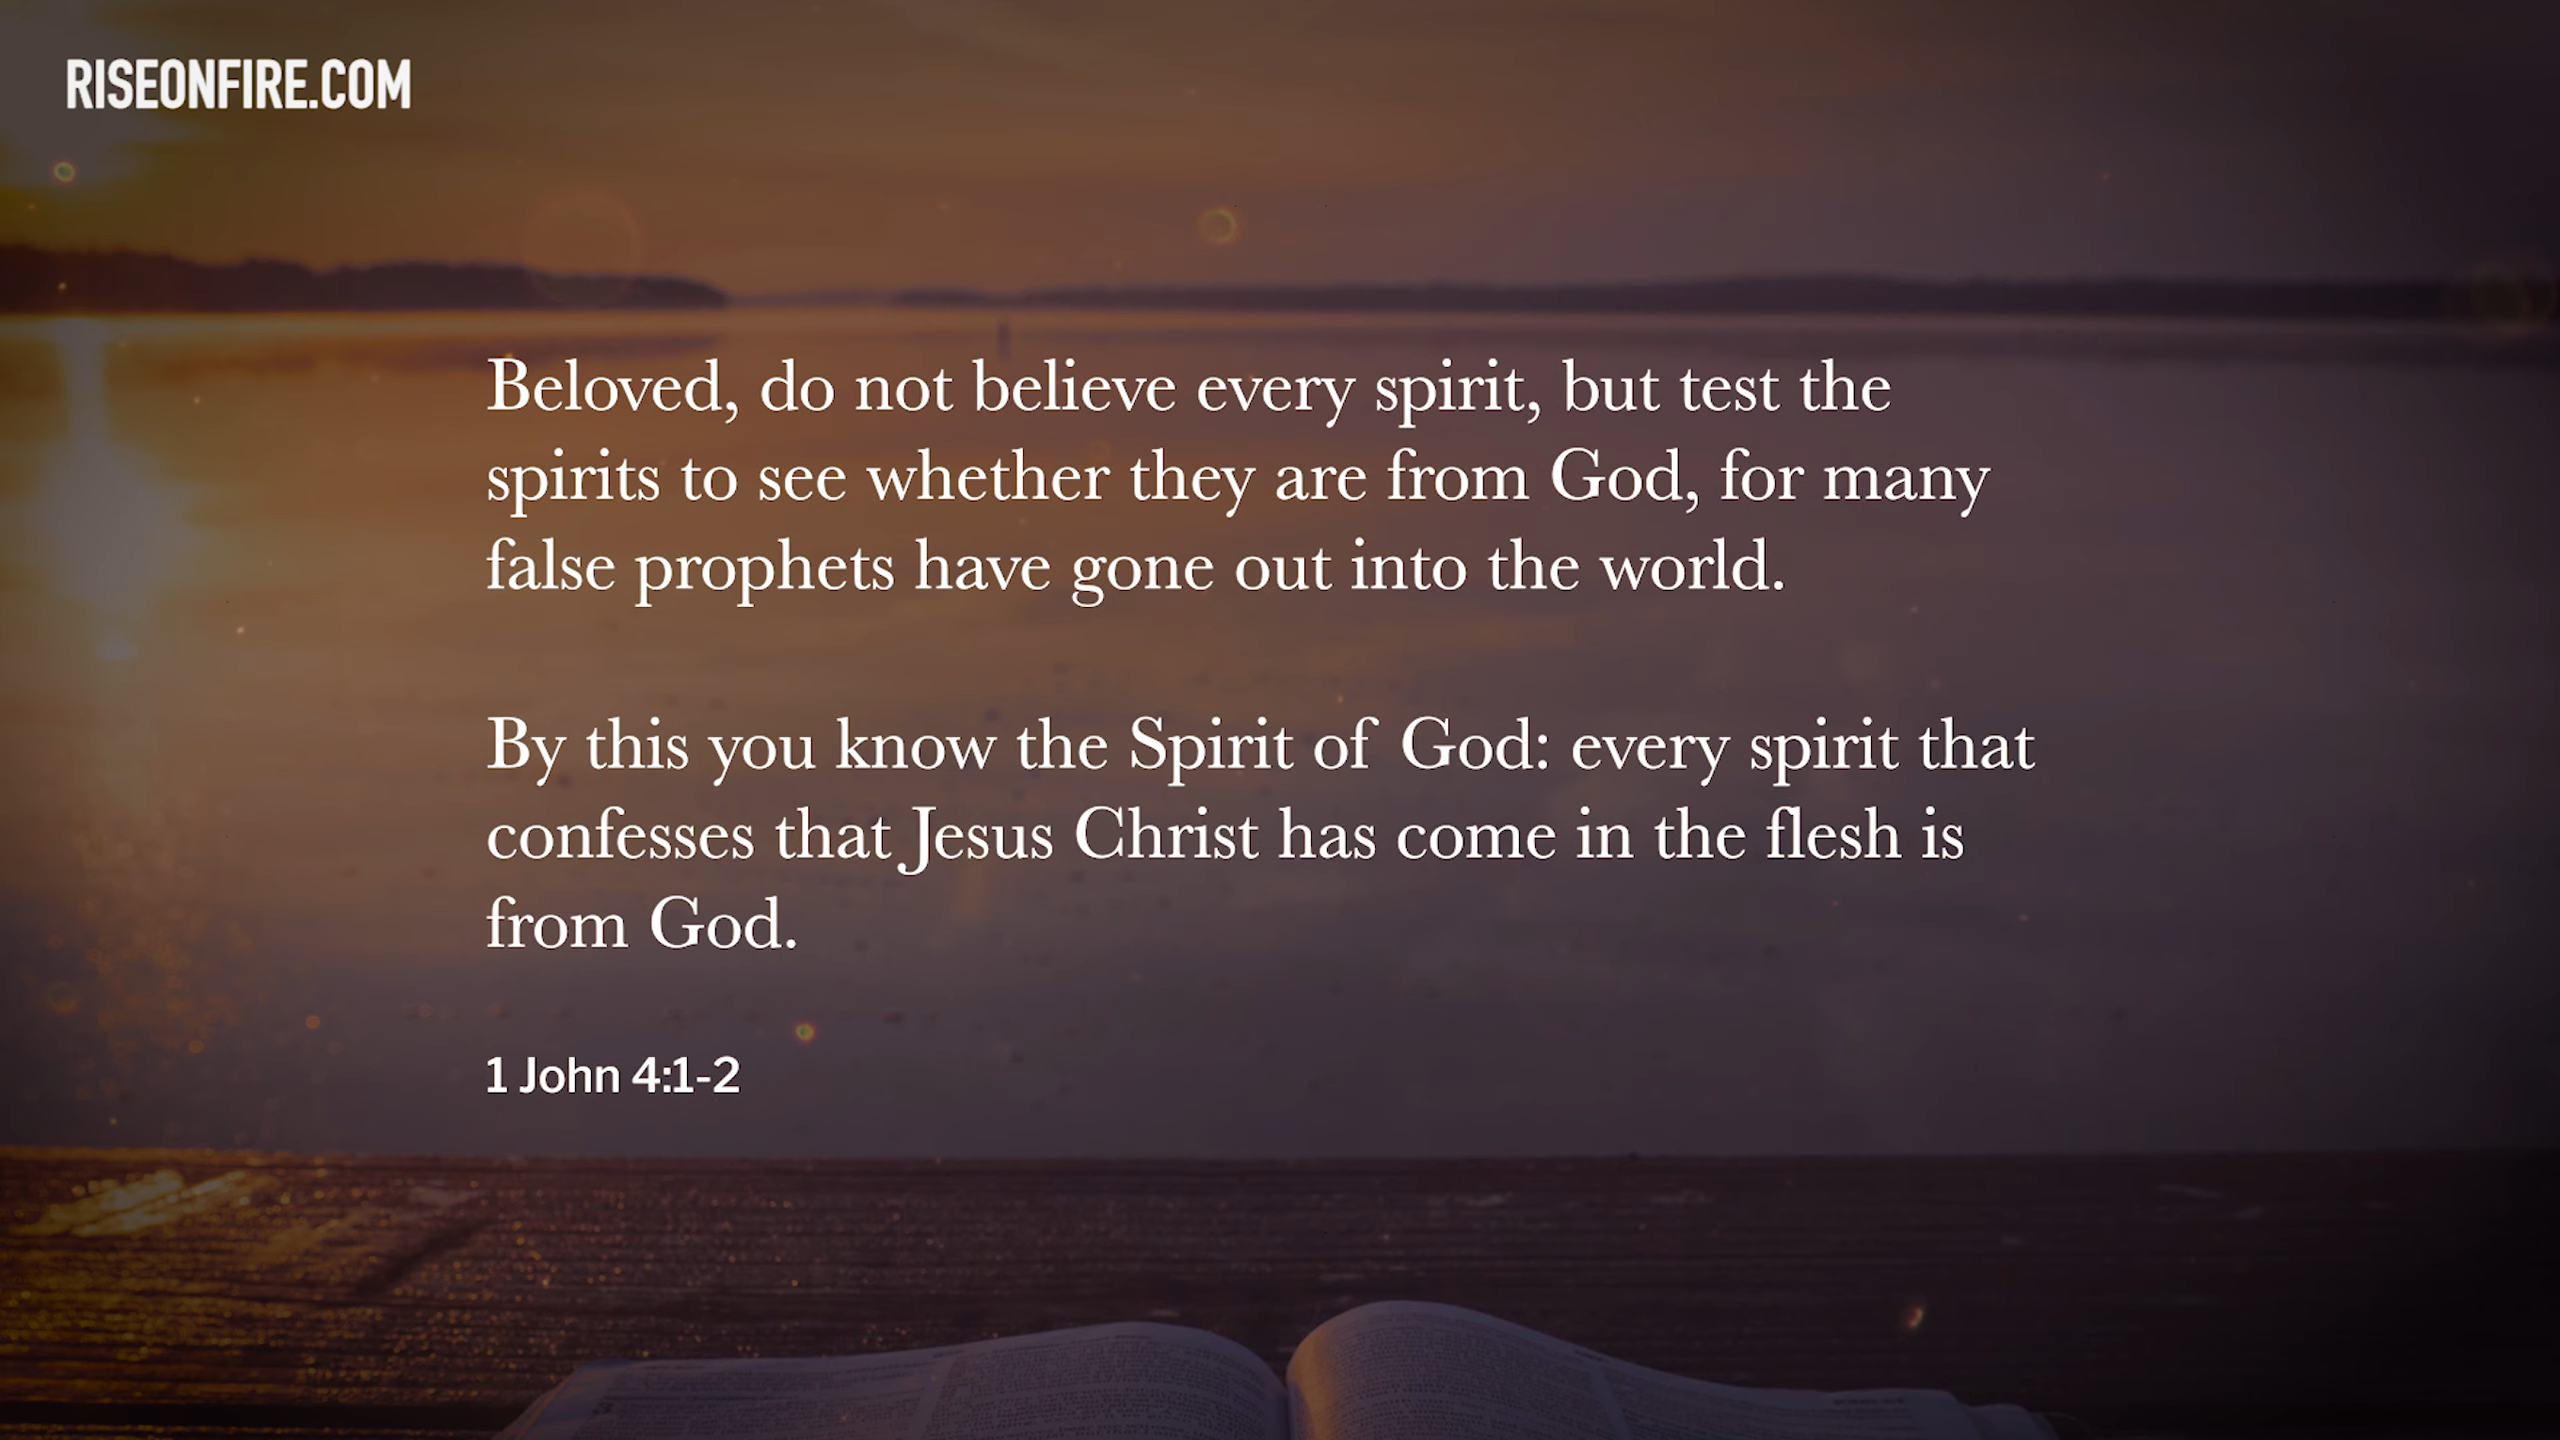 RISEONFIRE.COM
Beloved, do not believe every spirit, but test the
spirits to see whether they are from God, for many
false prophets have gone out into the world.
By this you know the Spirit of God: every spirit that
confesses that Jesus Christ has come in the flesh is
from God.
1 John 4:1-2